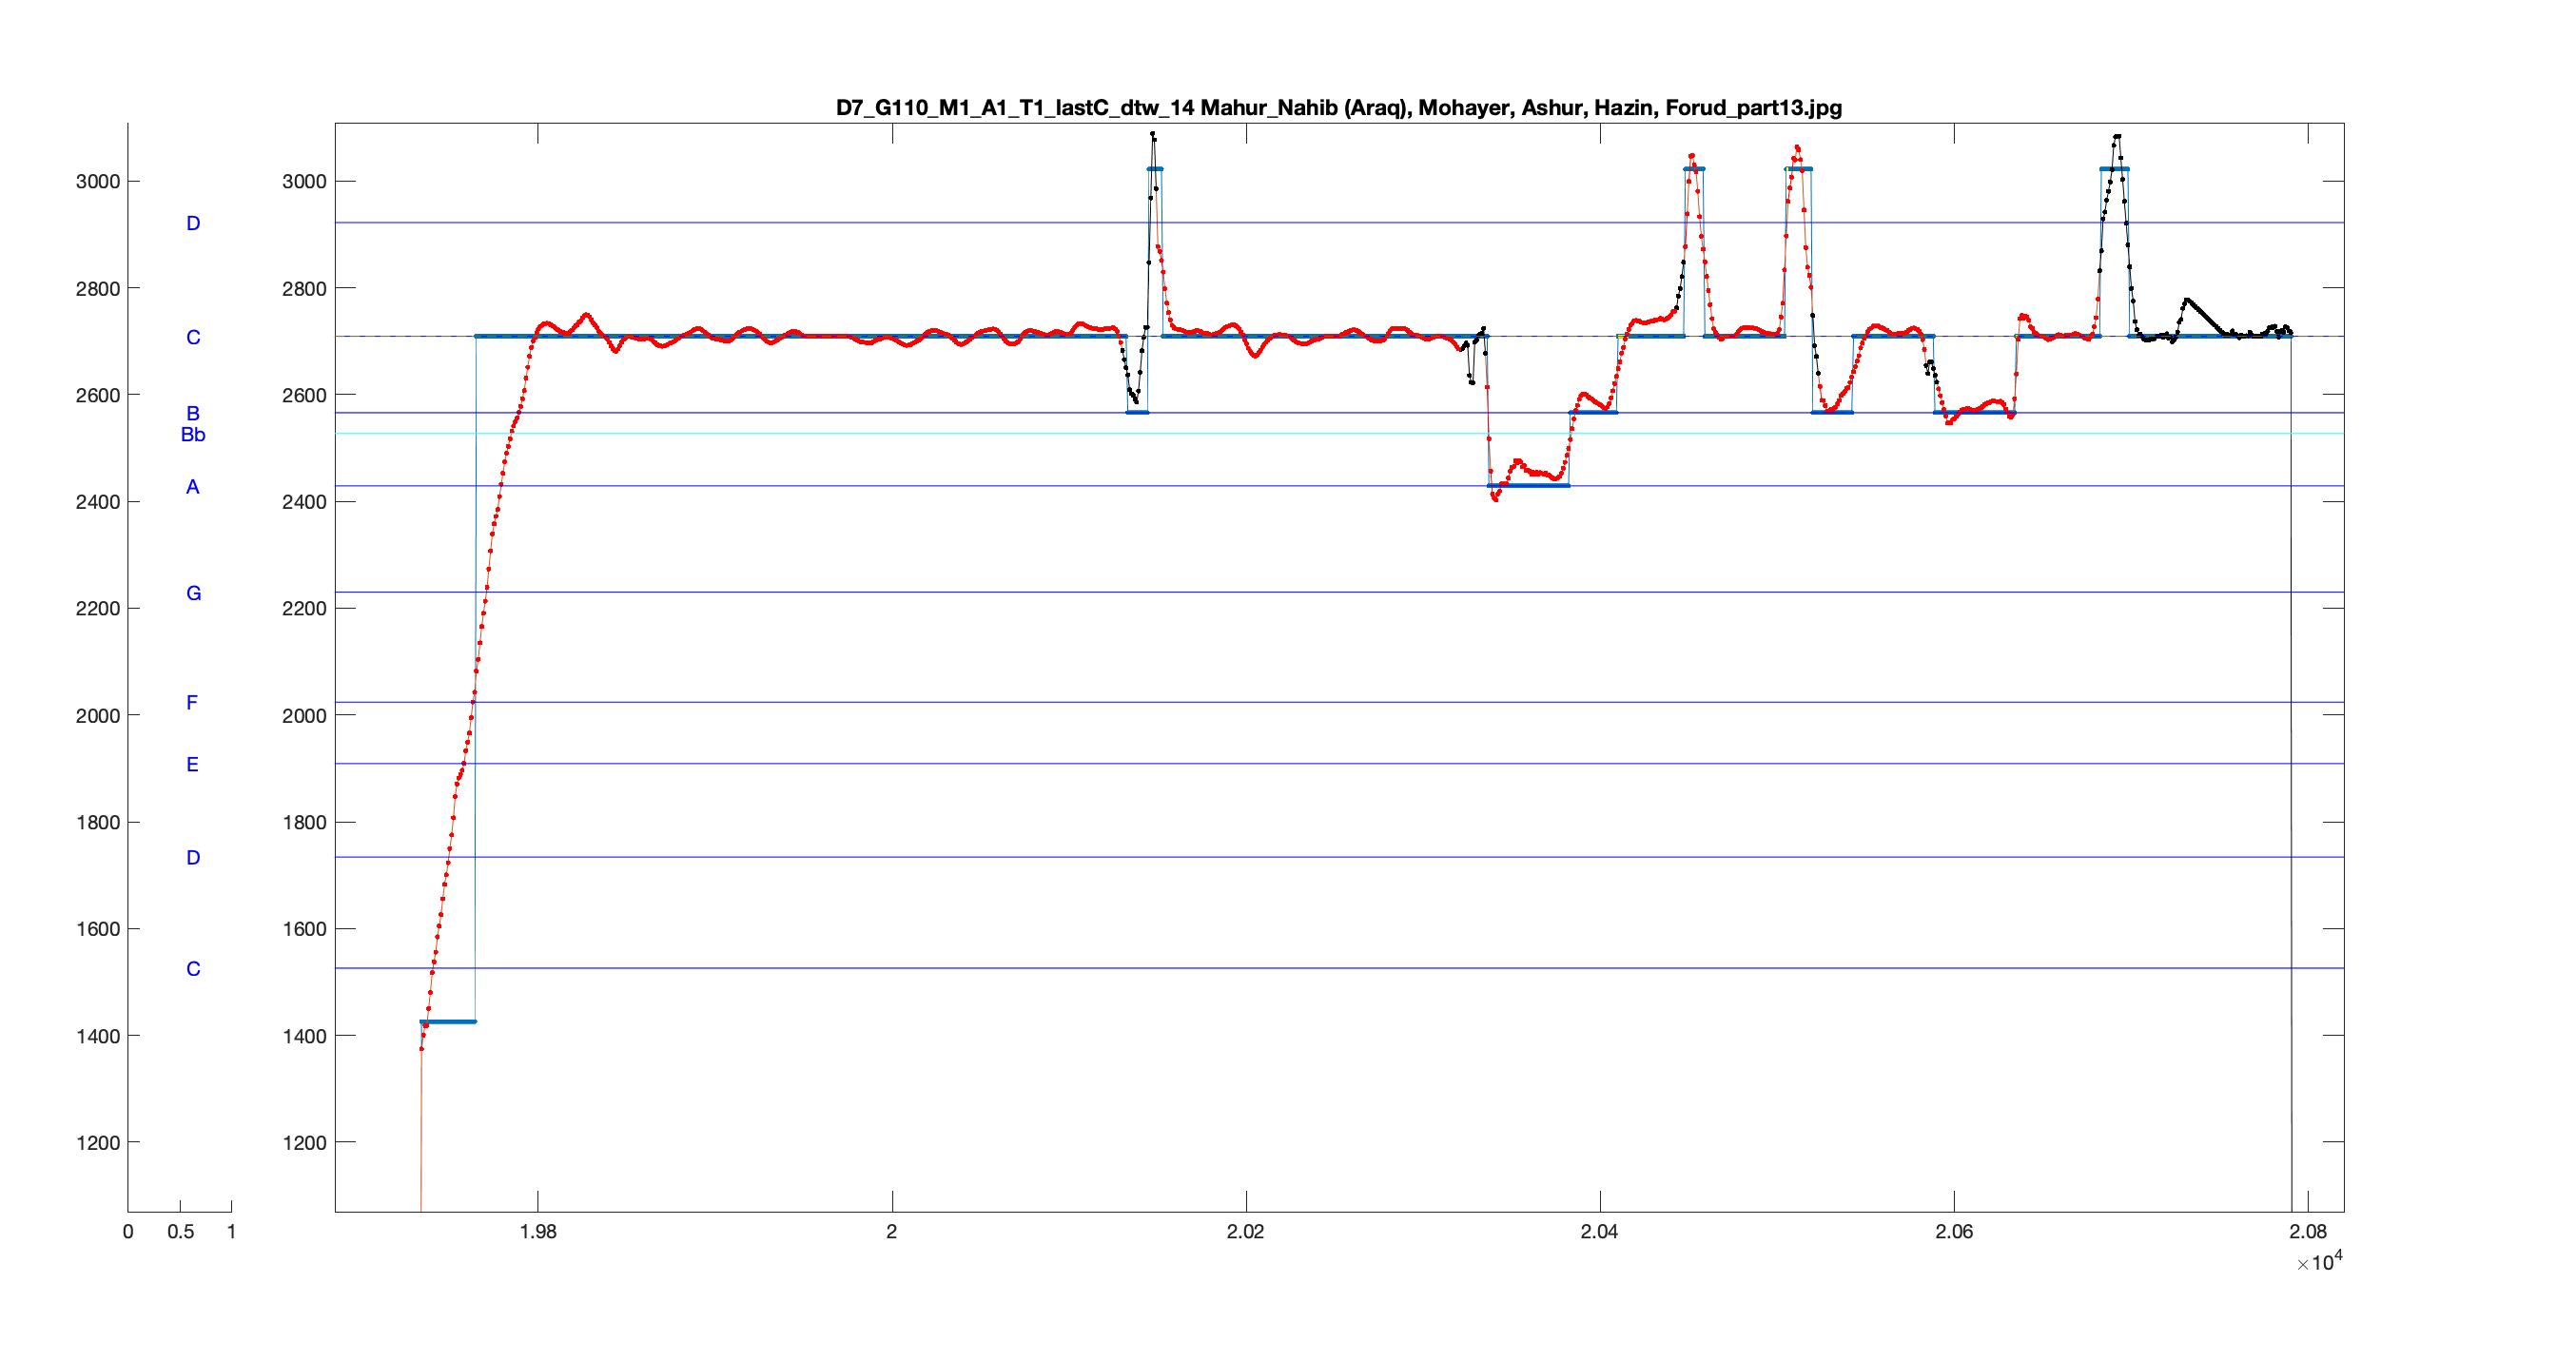 D7_G110_M1_A1_T1_lastC_dtw_14 Mahur_Nahib (Araq), Mohayer, Ashur, Hazin, Forud_part13.jpg
3000 3000
D
2800 2800
C
2600 2600
B
Bb
A
2400 2400
G
2200 2200
F
2000 2000
E
1800 1800
D
1600 1600
C
1400 1400
1200 1200
0 0.5 1 1.98 2 2.02 2.04 2.06 2.08
×10^4